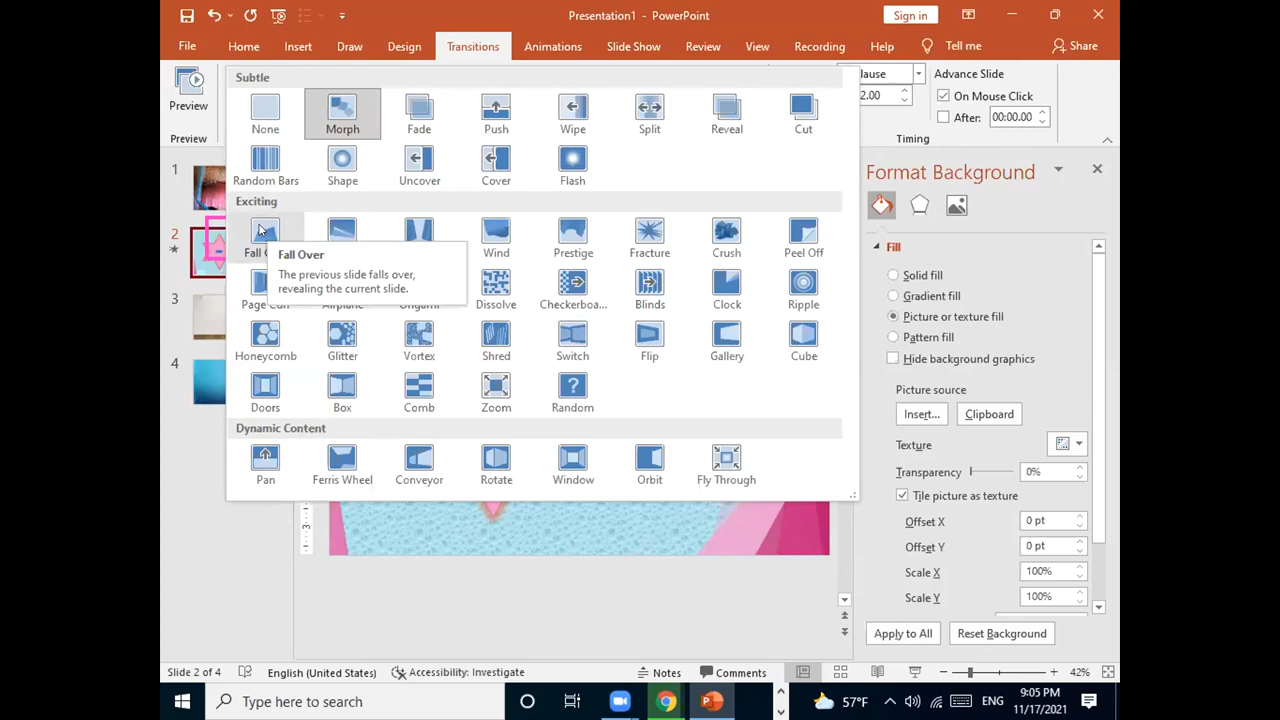 Presentation1 - PowerPoint
Sign in
File
Home
Insert
Draw
Design
Transitions
Animations
Slide Show
Review
View
Recording
Help
Tell me
Share
Preview
Preview
Subtle
None
Morph
Fade
Push
Wipe
Split
Reveal
Cut
Random Bars
Shape
Uncover
Cover
Flash
Exciting
Wind
Prestige
Fracture
Crush
Peel Off
Fall Over
The previous slide falls over,
revealing the current slide.
Dissolve
Checkerboa...
Blinds
Clock
Ripple
Honeycomb
Glitter
Vortex
Shred
Switch
Flip
Gallery
Cube
Doors
Box
Comb
Zoom
Random
Dynamic Content
Pan
Ferris Wheel
Conveyor
Rotate
Window
Orbit
Fly Through
lause
2.00
Advance Slide
On Mouse Click
After: 00:00.00
Timing
1
2
3
4
3
Format Background
Fill
Solid fill
Gradient fill
Picture or texture fill
Pattern fill
Hide background graphics
Picture source
Insert...
Clipboard
Texture
Transparency
0%
Tile picture as texture
Offset X
0 pt
Offset Y
0 pt
Scale X
100%
Scale Y
100%
Apply to All
Reset Background
Slide 2 of 4
English (United States)
Accessibility: Investigate
Notes
Comments
42%
Type here to search
57°F
ENG
9:05 PM
11/17/2021